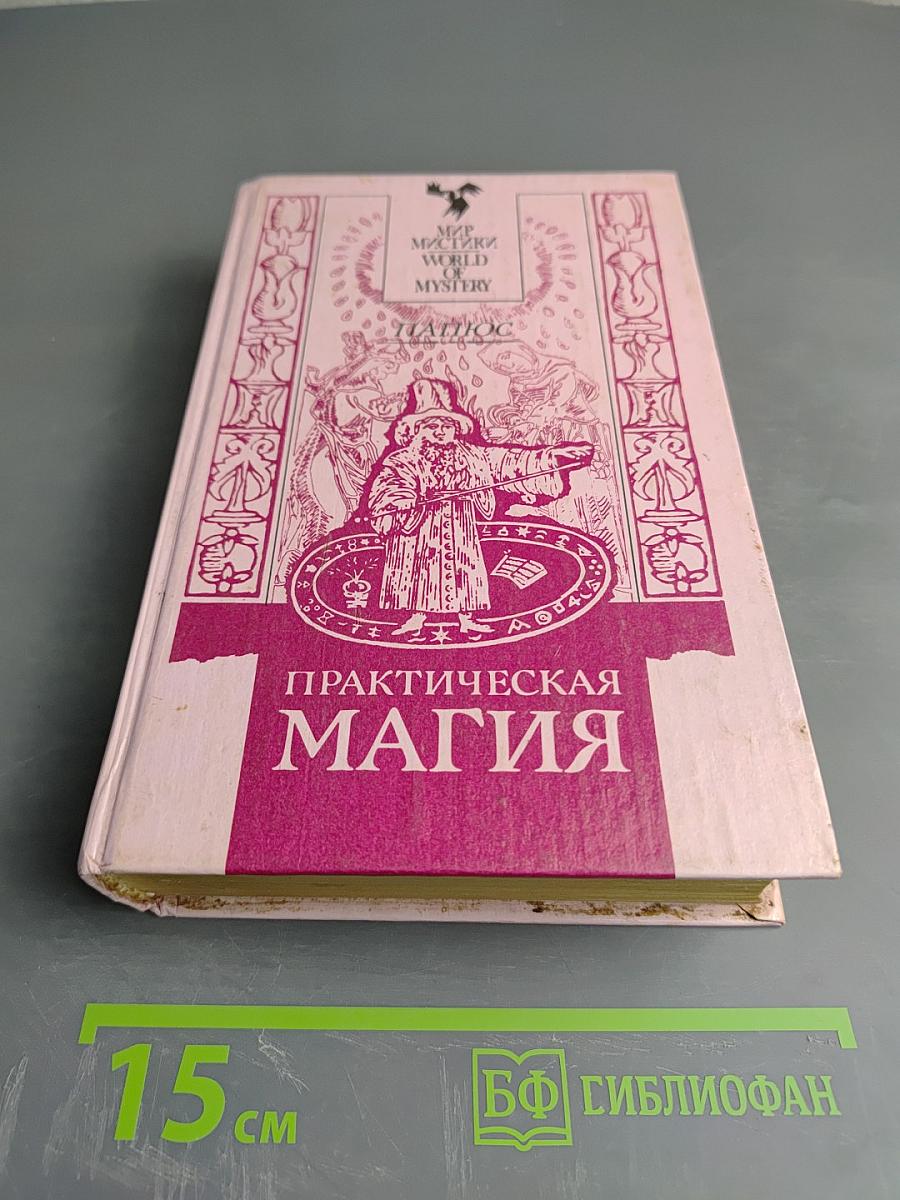 МИР
МИСТИКИ
WORLD
OF
MYSTERY
ПАПЮС
ПРАКТИЧЕСКАЯ
МАГИЯ
15 см
БФ БИБЛИОФАН